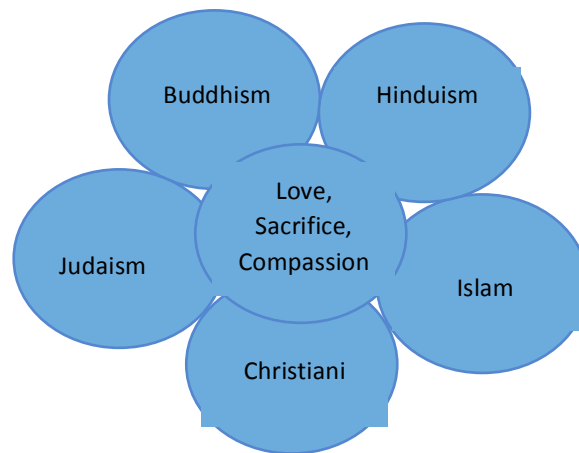 Buddhism
Hinduism
Love,
Sacrifice,
Compassion
Judaism
Islam
Christiani